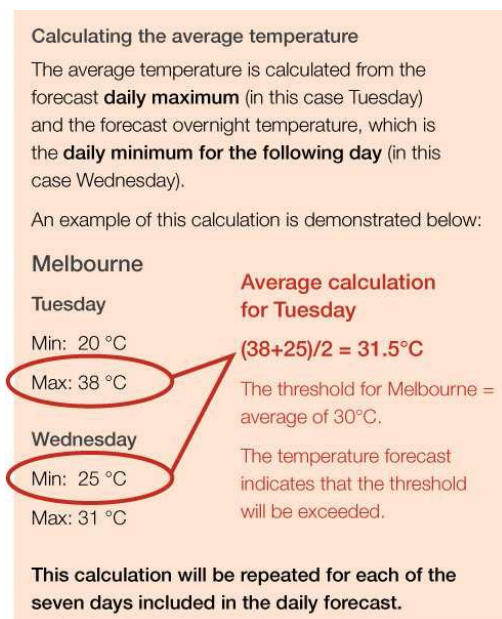 Calculating the average temperature
The average temperature is calculated from the
forecast daily maximum (in this case Tuesday)
and the forecast overnight temperature, which is
the daily minimum for the following day (in this
case Wednesday).
An example of this calculation is demonstrated below:
Melbourne
Tuesday
Min: 20 °C
Max: 38 °C
Wednesday
Min: 25 °C
Max: 31 °C
Average calculation
for Tuesday
(38+25)/2 = 31.5°C
The threshold for Melbourne =
average of 30°C.
The temperature forecast
indicates that the threshold
will be exceeded.
This calculation will be repeated for each of the
seven days included in the daily forecast.